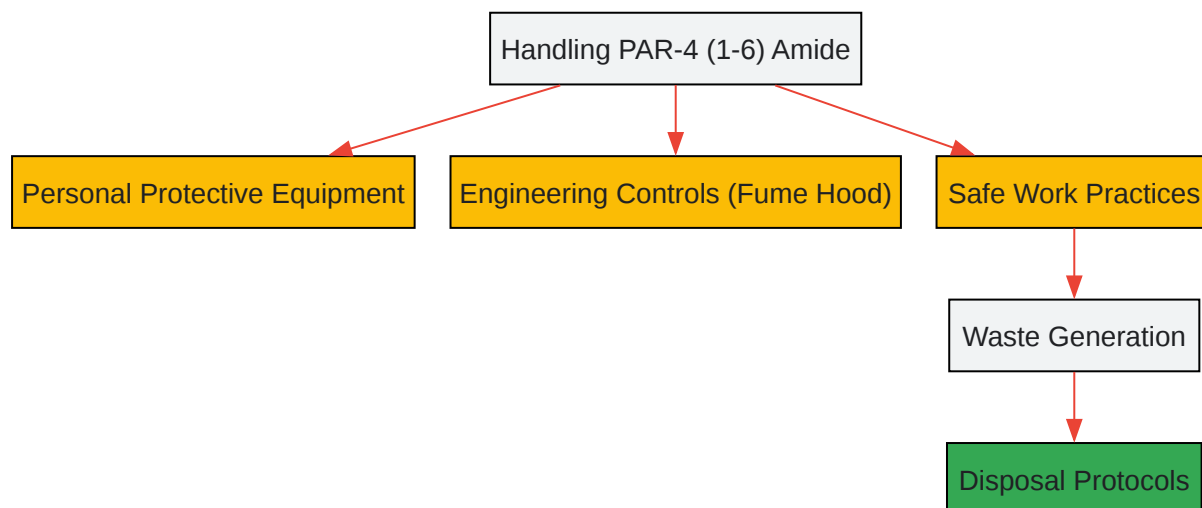 Handling PAR-4 (1-6) Amide
Personal Protective Equipment
Engineering Controls (Fume Hood)
Safe Work Practices
Waste Generation
Disposal Protocols